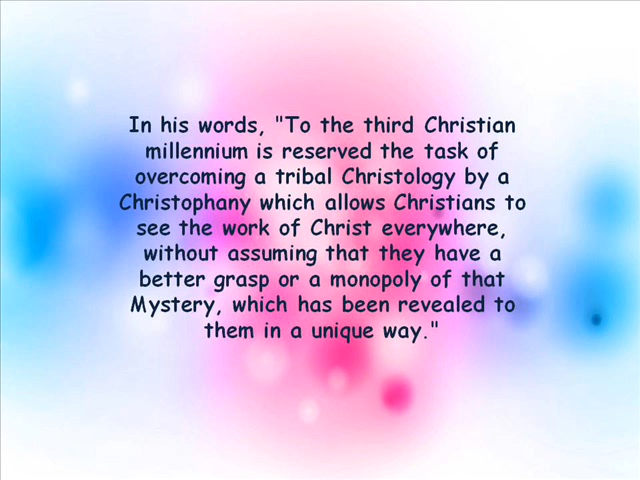 In his words, "To the third Christian
millennium is reserved the task of
overcoming a tribal Christology by a
Christophany which allows Christians to
see the work of Christ everywhere,
without assuming that they have a
better grasp or a monopoly of that
Mystery, which has been revealed to
them in a unique way."